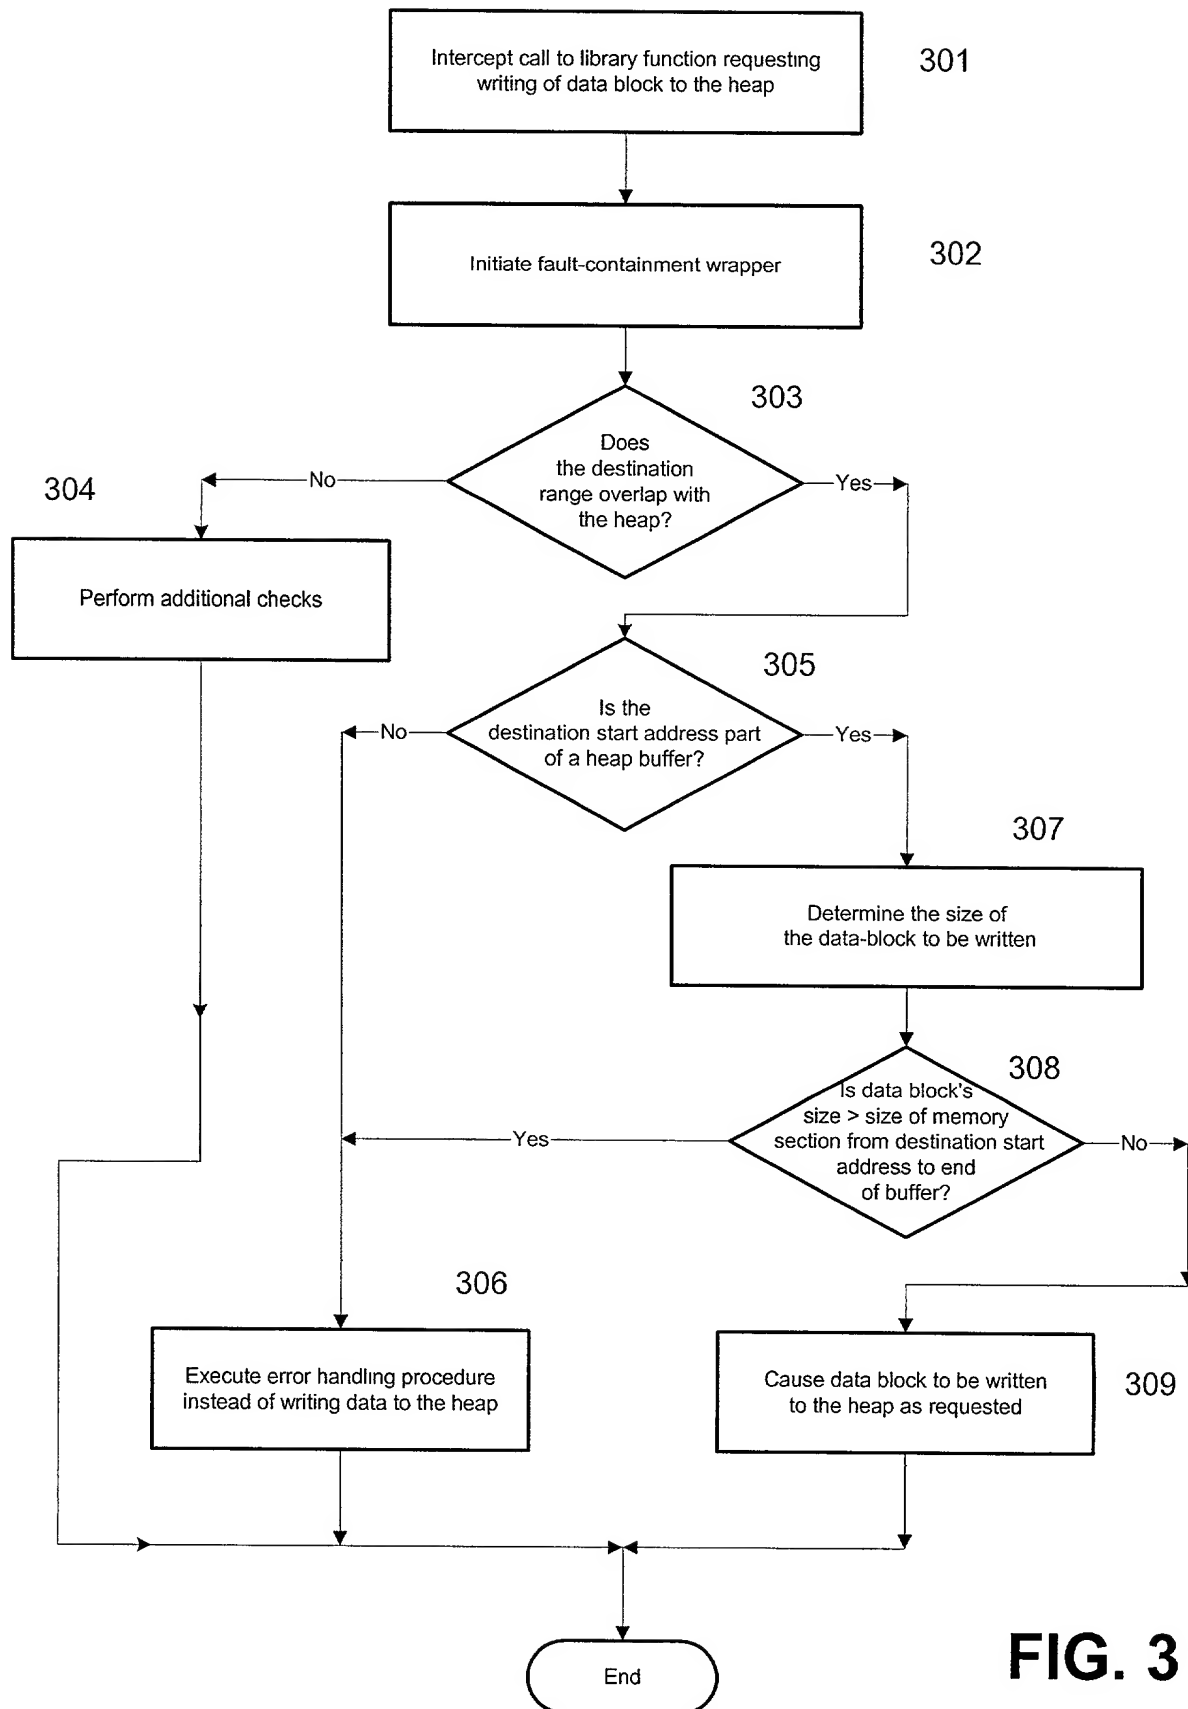 Intercept call to library function requesting
writing of data block to the heap
301
Initiate fault-containment wrapper
302
303
Does
the destination
range overlap with
the heap?
No
Yes
304
Perform additional checks
305
Is the
destination start address part
of a heap buffer?
No
Yes
307
Determine the size of
the data-block to be written
308
Is data block's
size > size of memory
section from destination start
address to end
of buffer?
Yes
No
306
Execute error handling procedure
instead of writing data to the heap
Cause data block to be written
to the heap as requested
309
End
FIG. 3